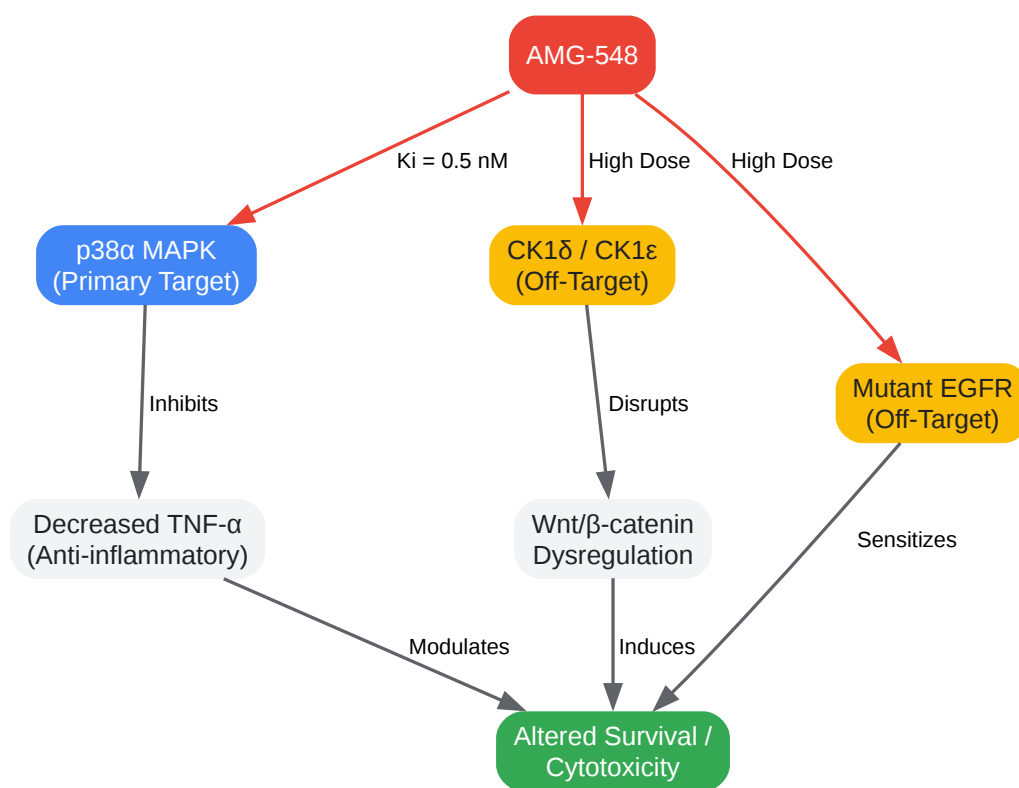 AMG-548
Ki = 0.5 nM
High Dose
High Dose
p38α MAPK
(Primary Target)
CK1δ / CK1ε
(Off-Target)
Mutant EGFR
(Off-Target)
Inhibits
Disrupts
Decreased TNF-α
(Anti-inflammatory)
Wnt/β-catenin
Dysregulation
Sensitizes
Modulates
Induces
Altered Survival /
Cytotoxicity